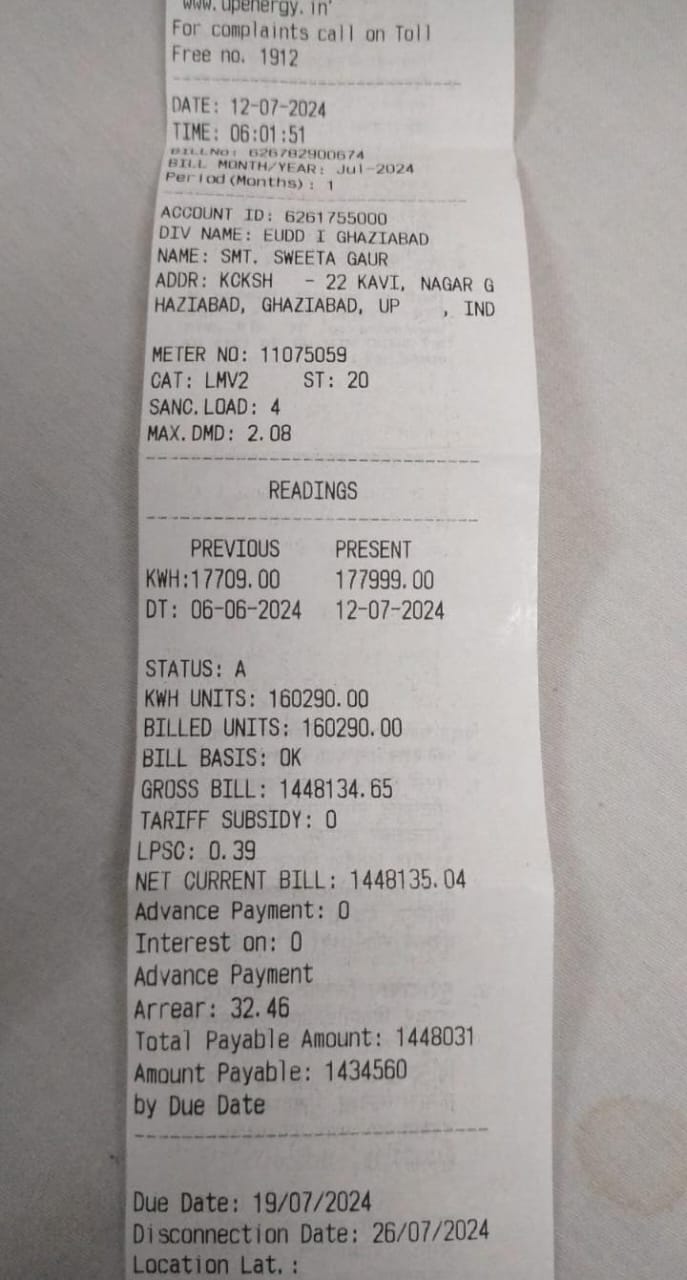 www.upenergy.in'
For complaints call on Toll
Free no. 1912
DATE: 12-07-2024
TIME: 06:01:51
BILLNO: 626782900674
BILL MONTH/YEAR: Jul-2024
Period(Months): 1
ACCOUNT ID: 6261755000
DIV NAME: EUDD I GHAZIABAD
NAME: SMT. SWEETA GAUR
ADDR: KCKSH - 22 KAVI, NAGAR G
HAZIABAD, GHAZIABAD, UP , IND
METER NO: 11075059
CAT: LMV2 ST: 20
SANC.LOAD: 4
MAX.DMD: 2.08
READINGS
PREVIOUS PRESENT
KWH:17709.00 177999.00
DT: 06-06-2024 12-07-2024
STATUS: A
KWH UNITS: 160290.00
BILLED UNITS: 160290.00
BILL BASIS: OK
GROSS BILL: 1448134.65
TARIFF SUBSIDY: 0
LPSC: 0.39
NET CURRENT BILL: 1448135.04
Advance Payment: 0
Interest on: 0
Advance Payment
Arrear: 32.46
Total Payable Amount: 1448031
Amount Payable: 1434560
by Due Date
Due Date: 19/07/2024
Disconnection Date: 26/07/2024
Location Lat.: